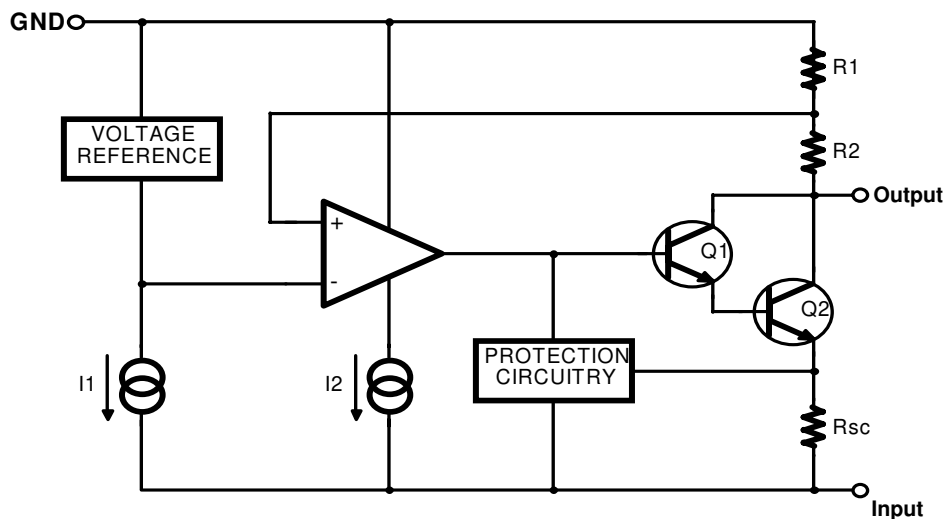 GND
R1
VOLTAGE
REFERENCE
R2
Output
+
Q1
-
Q2
PROTECTION
CIRCUITRY
I1
I2
Rsc
Input